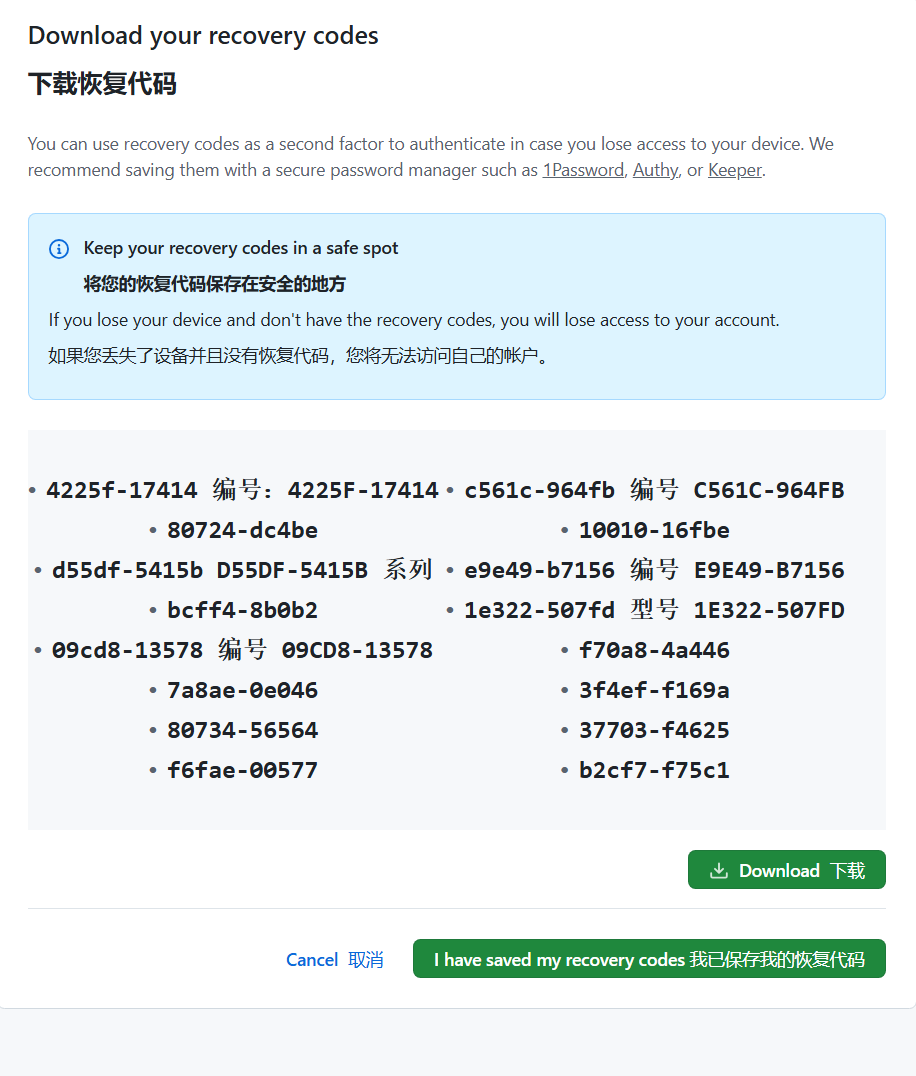 Download your recovery codes
下载恢复代码
You can use recovery codes as a second factor to authenticate in case you lose access to your device. We
recommend saving them with a secure password manager such as 1Password, Authy, or Keeper.
Keep your recovery codes in a safe spot
将您的恢复代码保存在安全的地方
If you lose your device and don't have the recovery codes, you will lose access to your account.
如果您丢失了设备并且没有恢复代码，您将无法访问自己的帐户。
• 4225f-17414 编号：4225F-17414 • c561c-964fb 编号 C561C-964FB
• 80724-dc4be • 10010-16fbe
• d55df-5415b D55DF-5415B 系列 • e9e49-b7156 编号 E9E49-B7156
• bcff4-8b0b2 • 1e322-507fd 型号 1E322-507FD
• 09cd8-13578 编号 09CD8-13578 • f70a8-4a446
• 7a8ae-0e046 • 3f4ef-f169a
• 80734-56564 • 37703-f4625
• f6fae-00577 • b2cf7-f75c1
Download 下载
Cancel 取消 I have saved my recovery codes 我已保存我的恢复代码